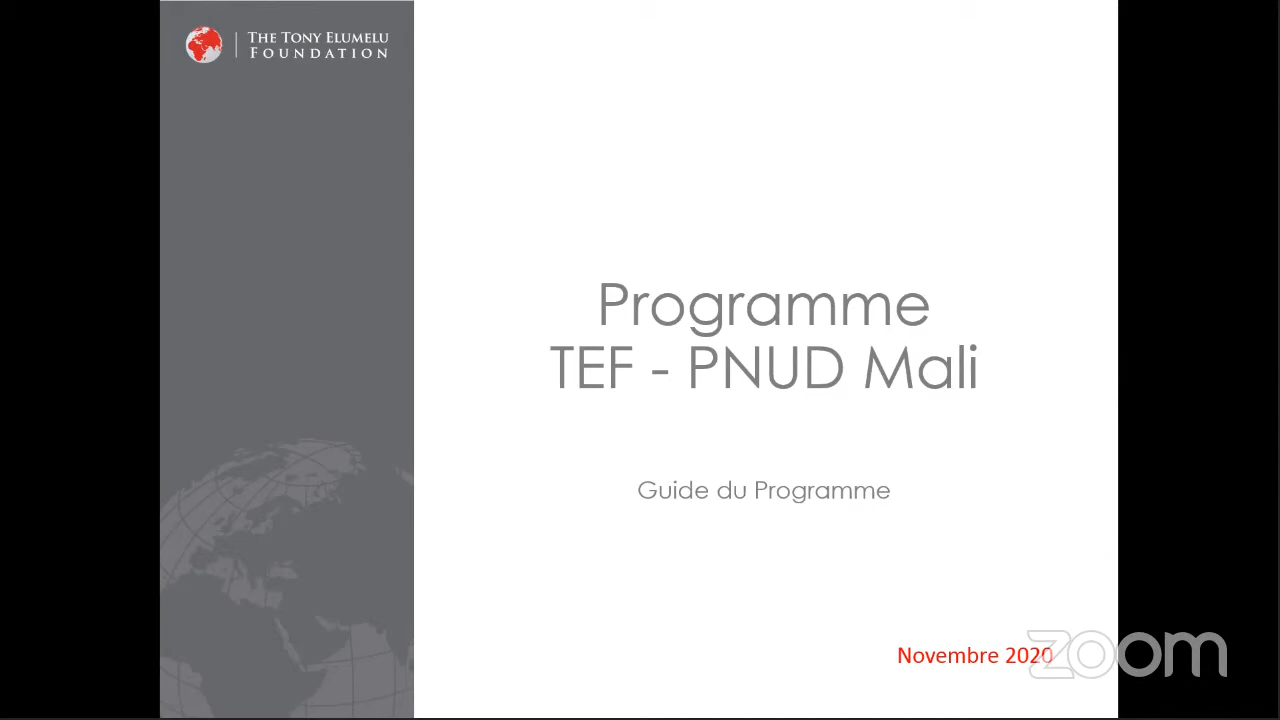 THE TONY ELUMELU
FOUNDATION
Programme
TEF - PNUD Mali
Guide du Programme
Novembre 2020
zoom